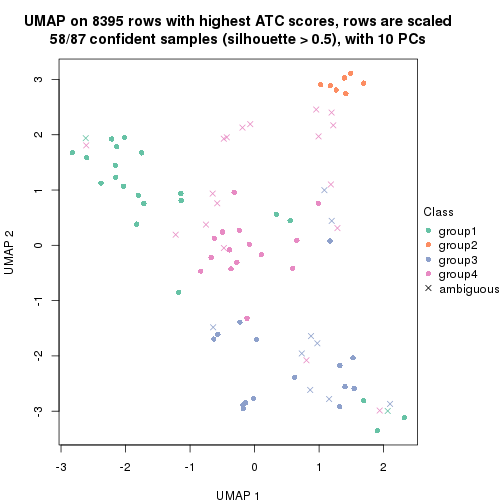 UMAP on 8395 rows with highest ATC scores, rows are scaled
58/87 confident samples (silhouette > 0.5), with 10 PCs
3
2
1
0
-1
-2
-3
UMAP 2
-3
-2
-1
0
1
2
UMAP 1
Class
group1
group2
group3
group4
ambiguous